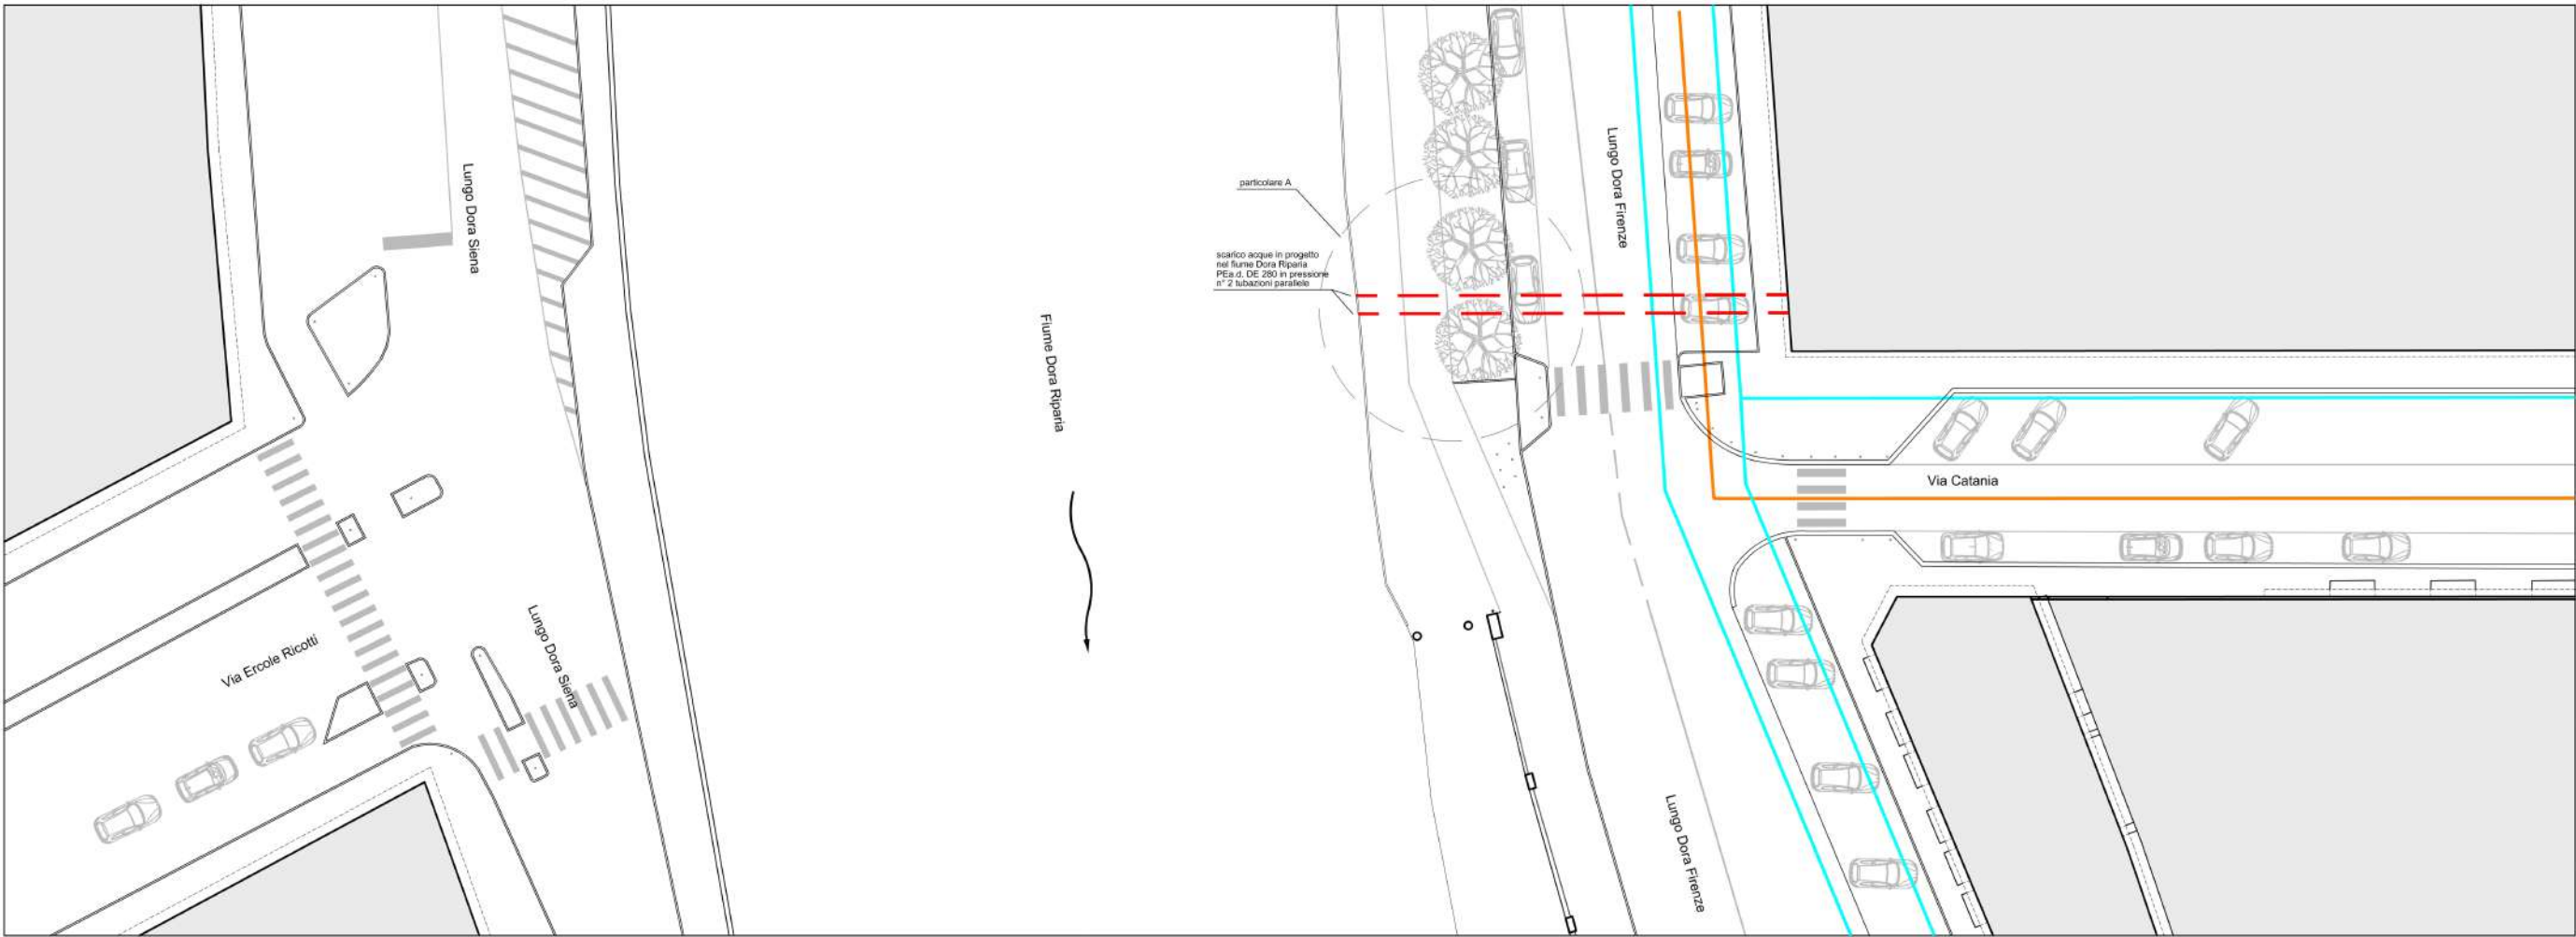 Lungo Dora Siena
Lungo Dora Firenze
particolare A
scarico acque in progetto
nel fiume Dora Riparia
PEa.d. DE 280 in pressione
n° 2 tubazioni parallele
Fiume Dora Riparia
Via Catania
Via Ercole Ricotti
Lungo Dora Siena
Lungo Dora Firenze